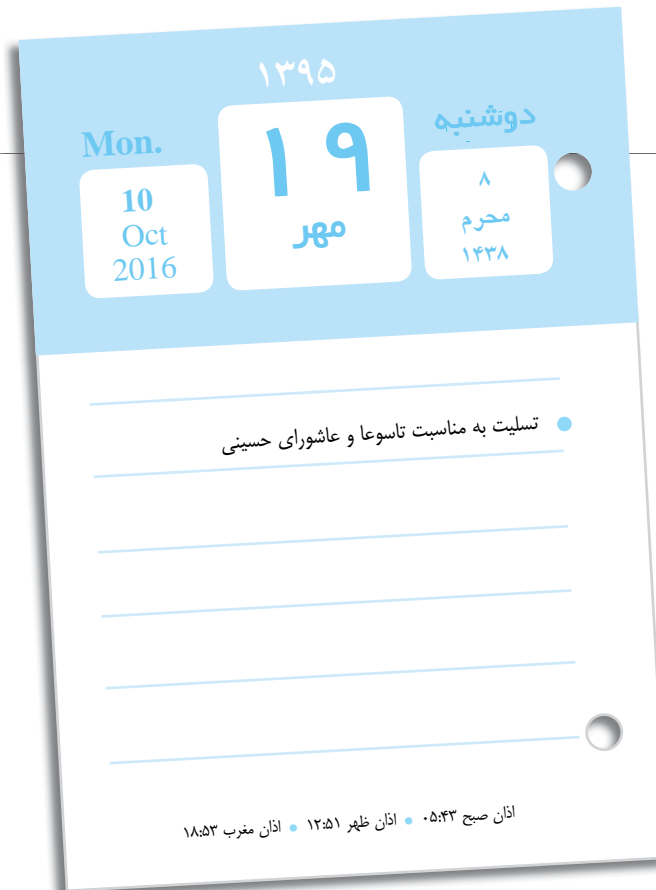 ۱۳۹۵
دوشنبه
۱۹
مهر
Mon.
۸
محرم
۱۴۳۸
10
Oct
2016
تسلیت به مناسبت تاسوعا و عاشورای حسینی
اذان صبح ۰۵:۴۳ • اذان ظهر ۱۲:۵۱ • اذان مغرب ۱۸:۵۳